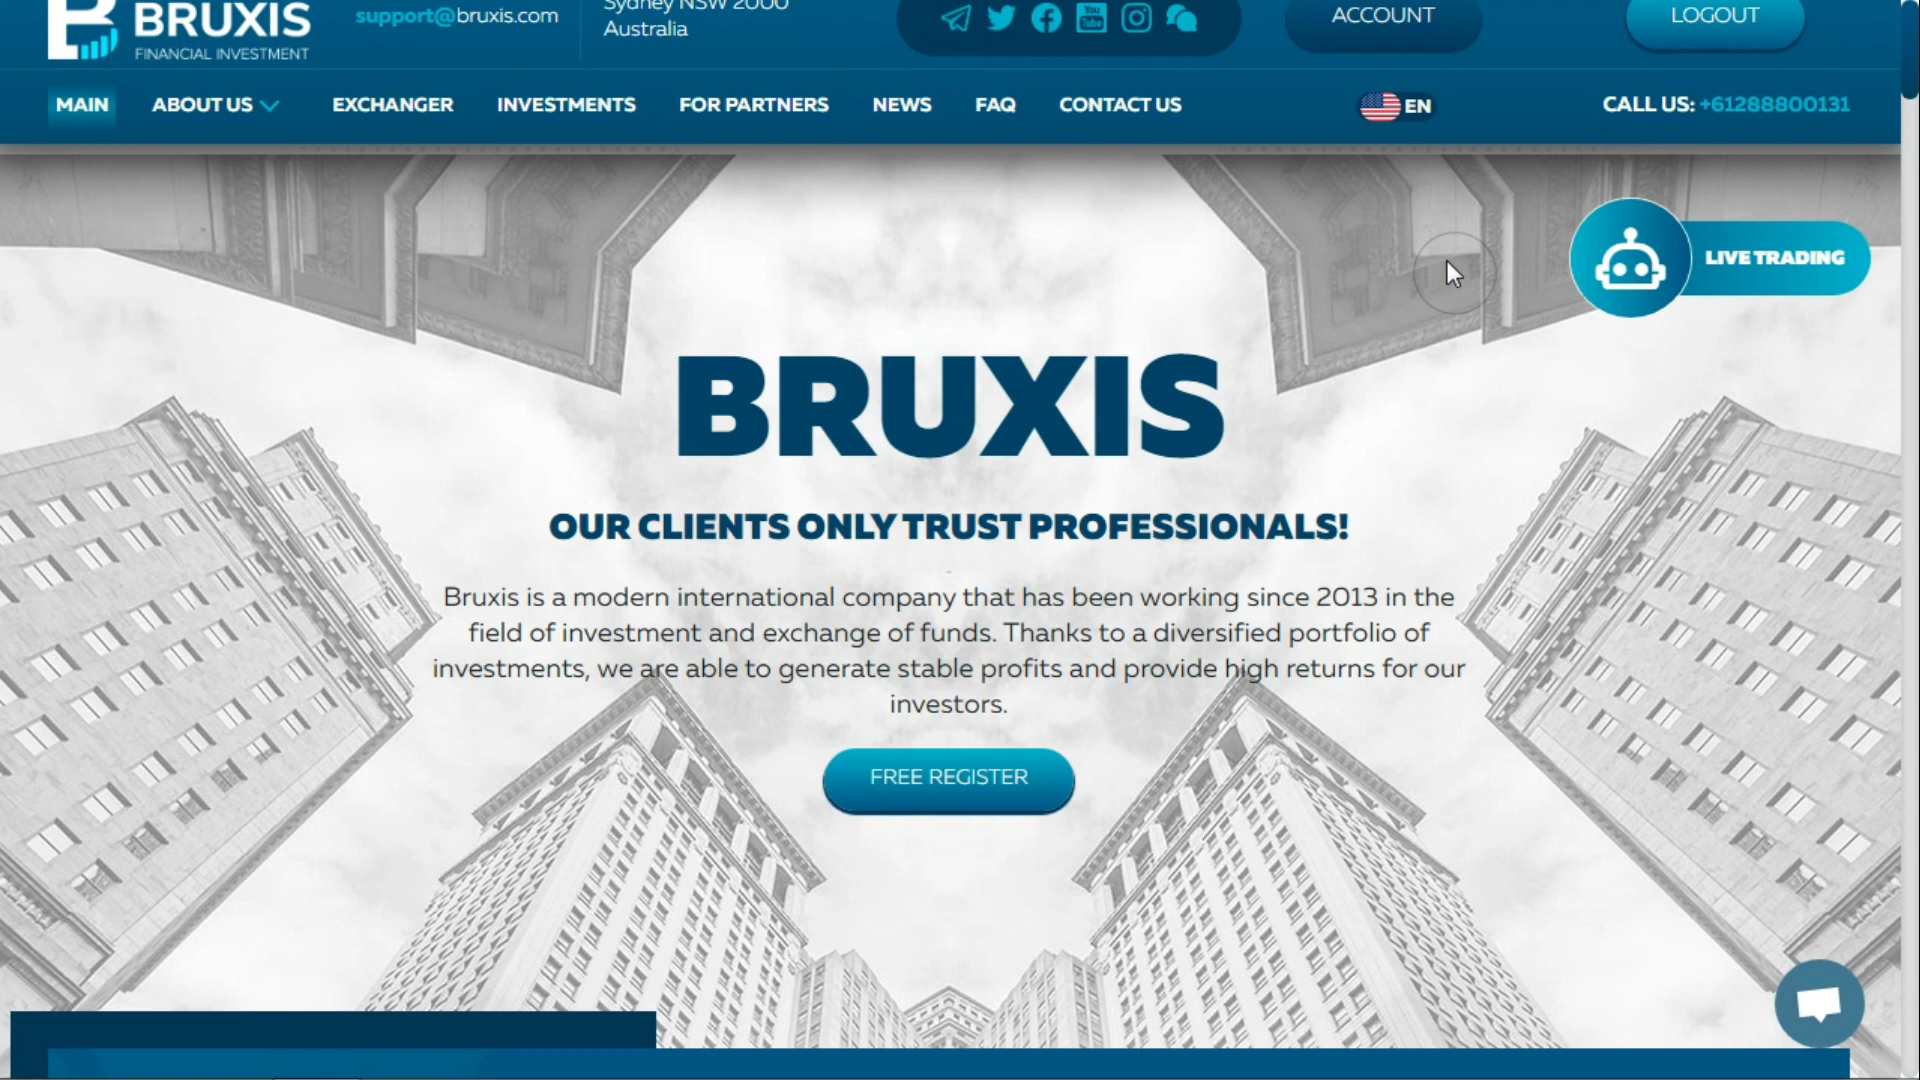 BRUXIS
FINANCIAL INVESTMENT
support@bruxis.com
Sydney NSW 2000
Australia
You
Tube
ACCOUNT
LOGOUT
MAIN
ABOUT US
EXCHANGER
INVESTMENTS
FOR PARTNERS
NEWS
FAQ
CONTACT US
EN
CALL US: +61288800131
LIVE TRADING
BRUXIS
OUR CLIENTS ONLY TRUST PROFESSIONALS!
Bruxis is a modern international company that has been working since 2013 in the
field of investment and exchange of funds. Thanks to a diversified portfolio of
investments, we are able to generate stable profits and provide high returns for our
investors.
FREE REGISTER